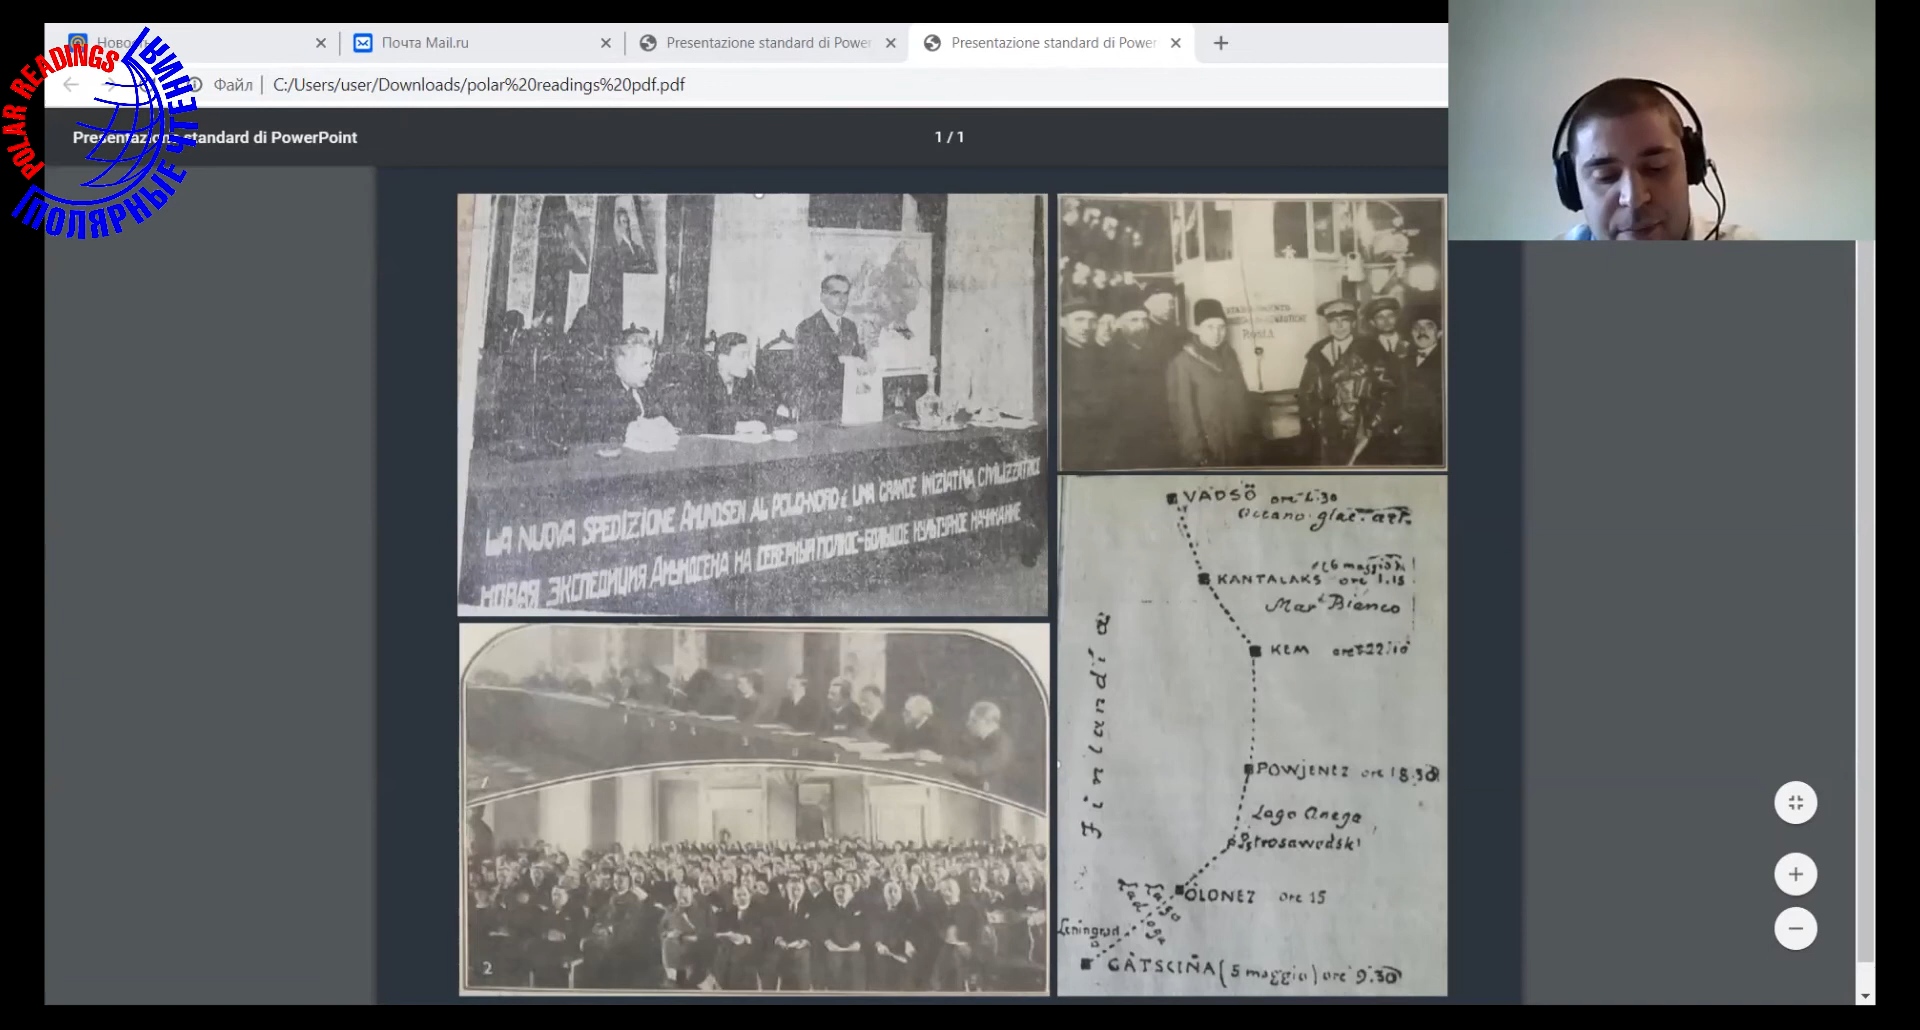 POLAR READINGS
ПОЛЯРНЫЕ ЧТЕНИЯ
Почта Mail.ru
Presentazione standard di Power
Presentazione standard di Power
Файл
C:/Users/user/Downloads/polar%20readings%20pdf.pdf
Presentazione standard di PowerPoint
1 / 1
LA NUOVA SPEDIZIONE AMUNDSEN AL POLO-NORD È UNA GRANDE INIZIATIVA CIVILIZZATRICE
НОВАЯ ЭКСПЕДИЦИЯ АМУНДСЕНА НА СЕВЕРНЫЙ ПОЛЮС-БОЛЬШОЕ КУЛЬТУРНОЕ НАЧИНАНИЕ
ROMA
VADSÖ
Oceano glac. art.
(6 maggio)
KANTALAKS ore 1.15
Mar Bianco
KEM ore 22.10
Finlandia
POWJENEZ ore 18.30
Lago Onega
Petrosawodski
OLONEZ ore 15
Lago Ladoga
Leningrad
GATSCINA (5 maggio) ore 9.30
2